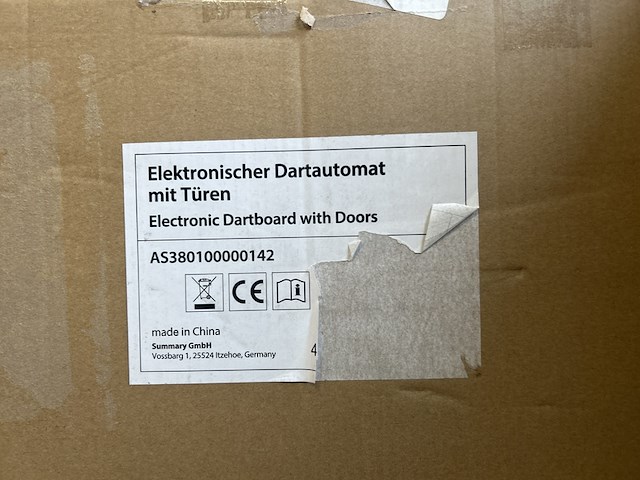 Elektronischer Dartautomat
mit Türen
Electronic Dartboard with Doors
AS380100000142
CE
made in China
Summary GmbH
Vossbarg 1, 25524 Itzehoe, Germany
4